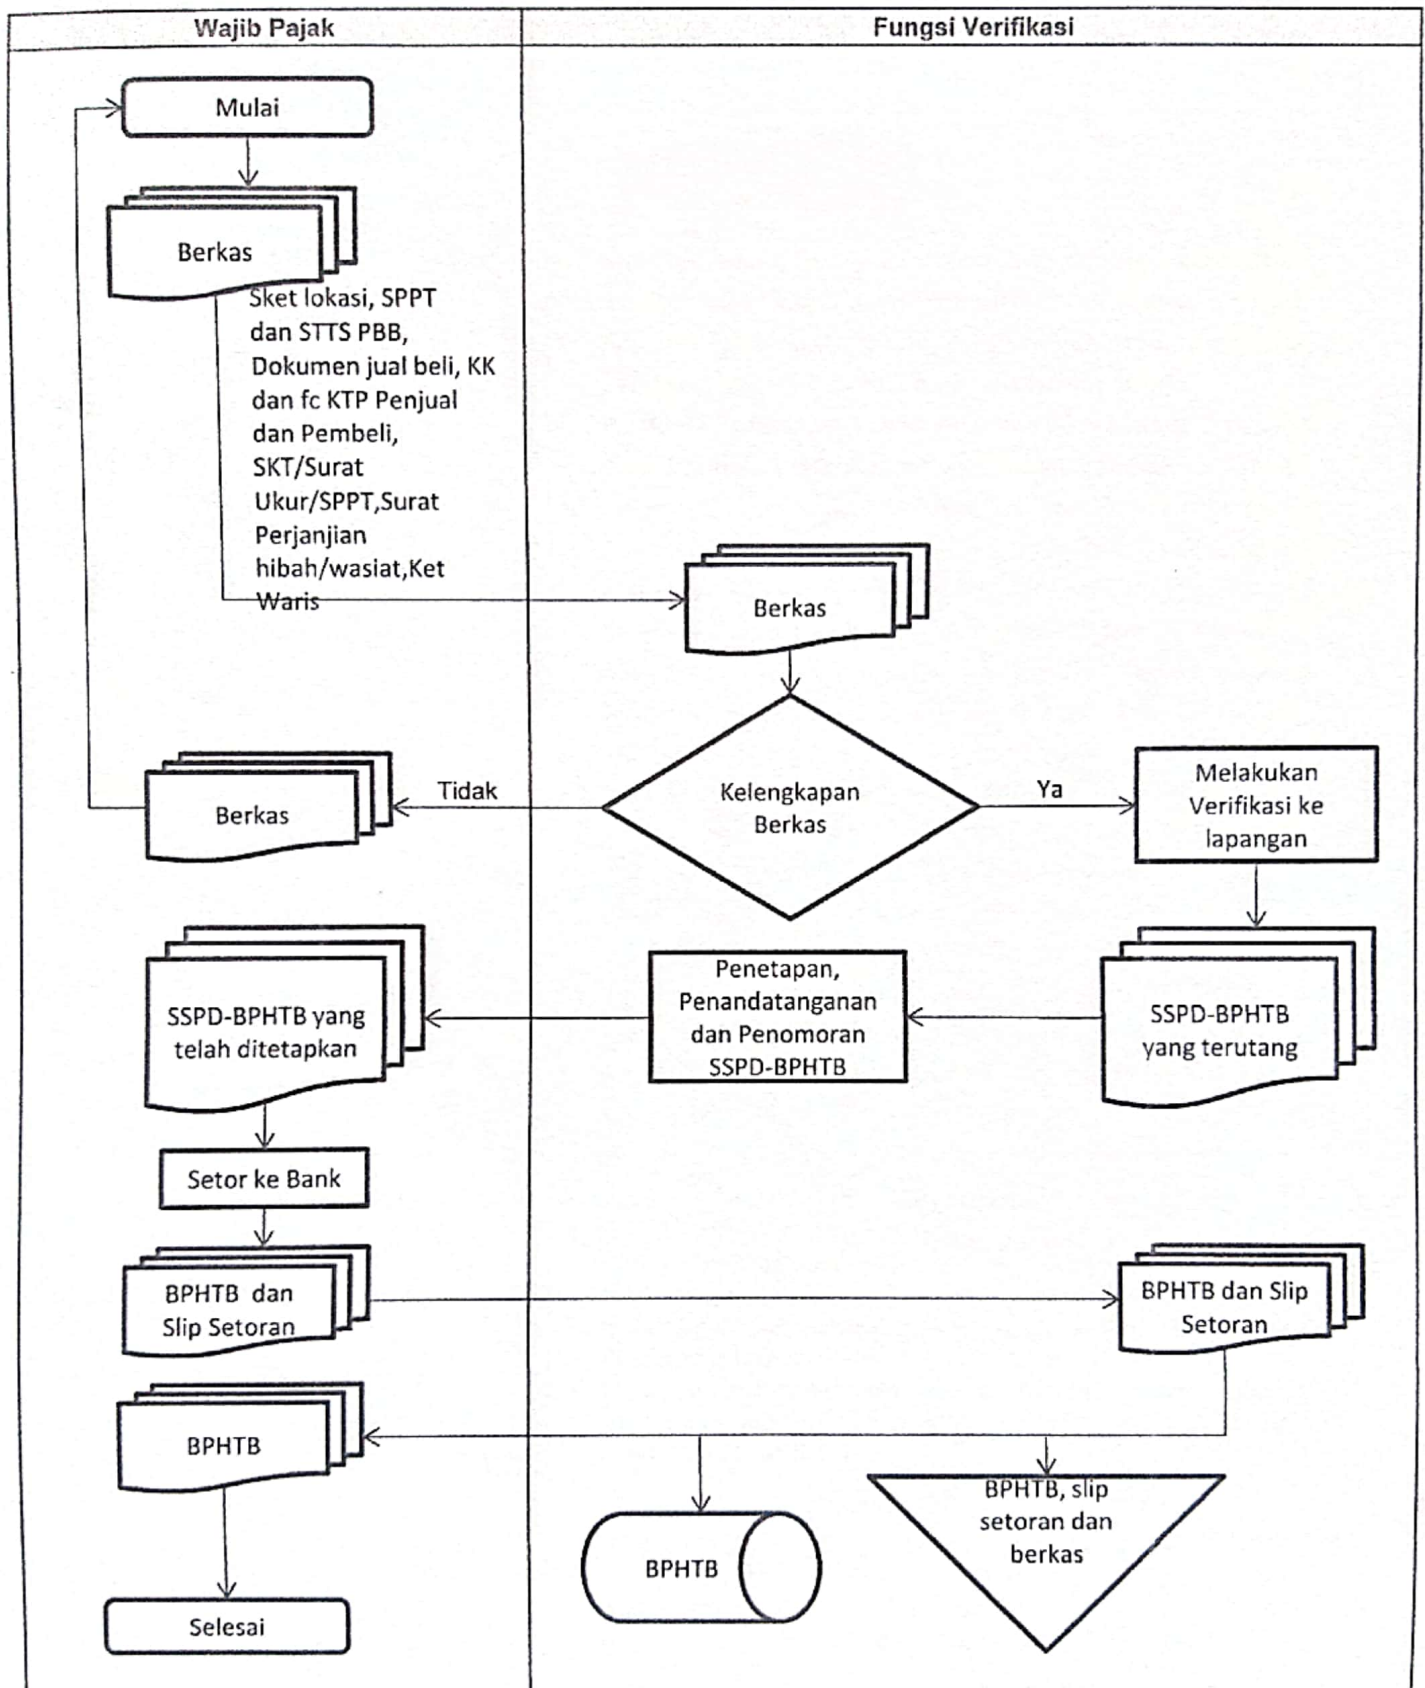 Wajib Pajak
Fungsi Verifikasi
Mulai
Berkas
Sket lokasi, SPPT
dan STTS PBB,
Dokumen jual beli, KK
dan fc KTP Penjual
dan Pembeli,
SKT/Surat
Ukur/SPPT,Surat
Perjanjian
hibah/wasiat,Ket
Waris
Berkas
Kelengkapan
Berkas
Tidak
Berkas
Ya
Melakukan
Verifikasi ke
lapangan
SSPD-BPHTB
yang terutang
Penetapan,
Penandatanganan
dan Penomoran
SSPD-BPHTB
SSPD-BPHTB yang
telah ditetapkan
Setor ke Bank
BPHTB dan
Slip Setoran
BPHTB dan Slip
Setoran
BPHTB
BPHTB
BPHTB, slip
setoran dan
berkas
Selesai